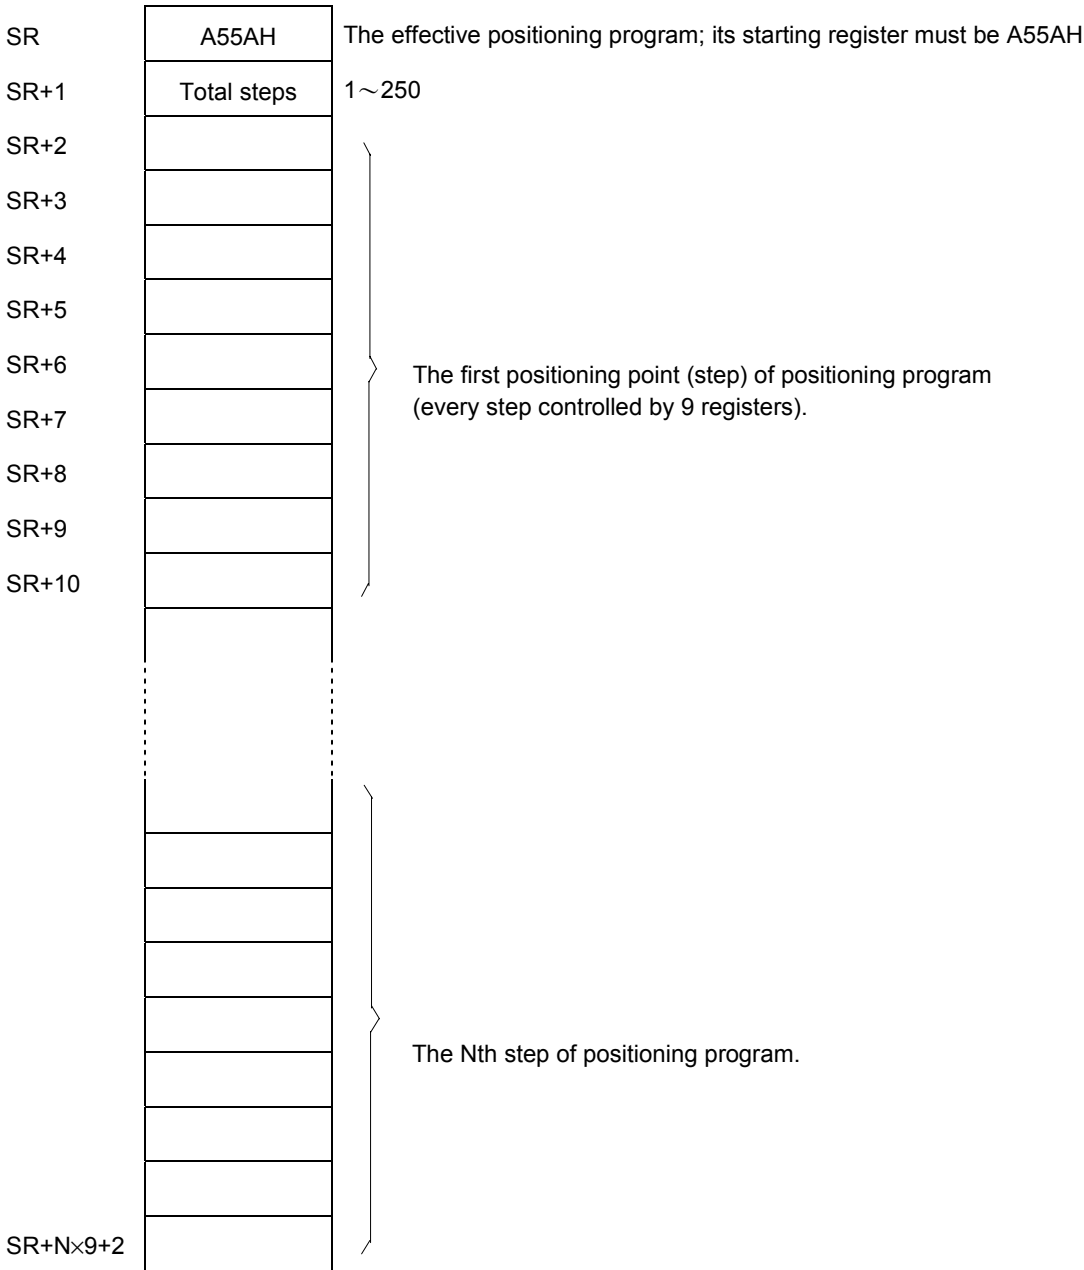 SR A55AH The effective positioning program; its starting register must be A55AH
SR+1 Total steps 1～250
SR+2
SR+3
SR+4
SR+5
SR+6
The first positioning point (step) of positioning program
(every step controlled by 9 registers).
SR+7
SR+8
SR+9
SR+10
The Nth step of positioning program.
SR+N×9+2